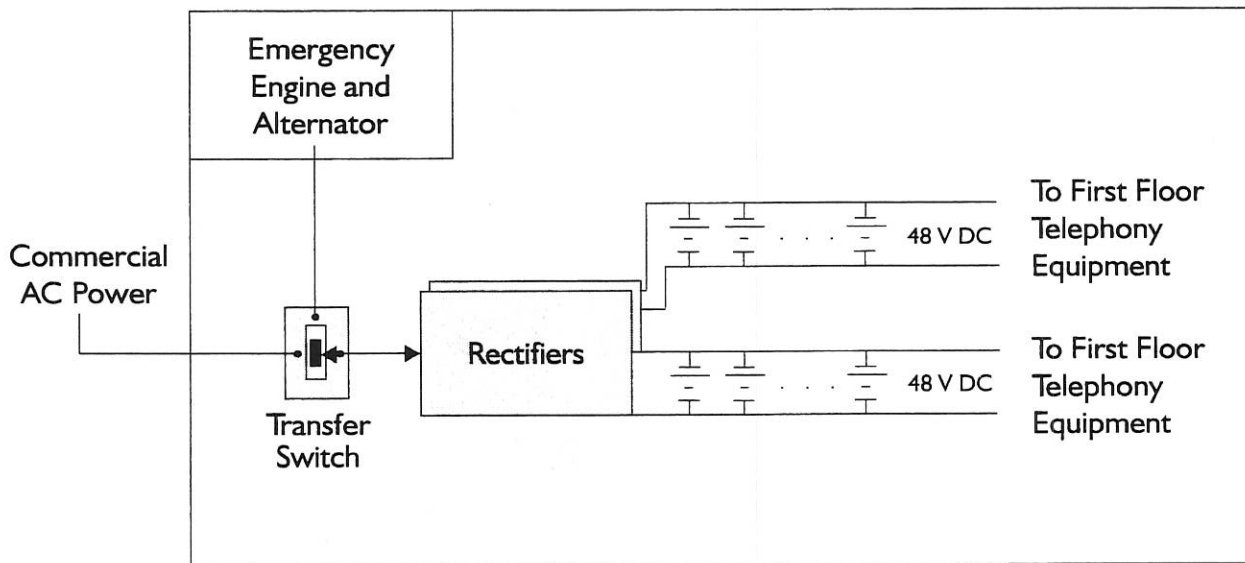 Emergency
Engine and
Alternator
Commercial
AC Power
Transfer
Switch
Rectifiers
48 V DC
To First Floor
Telephony
Equipment
48 V DC
To First Floor
Telephony
Equipment